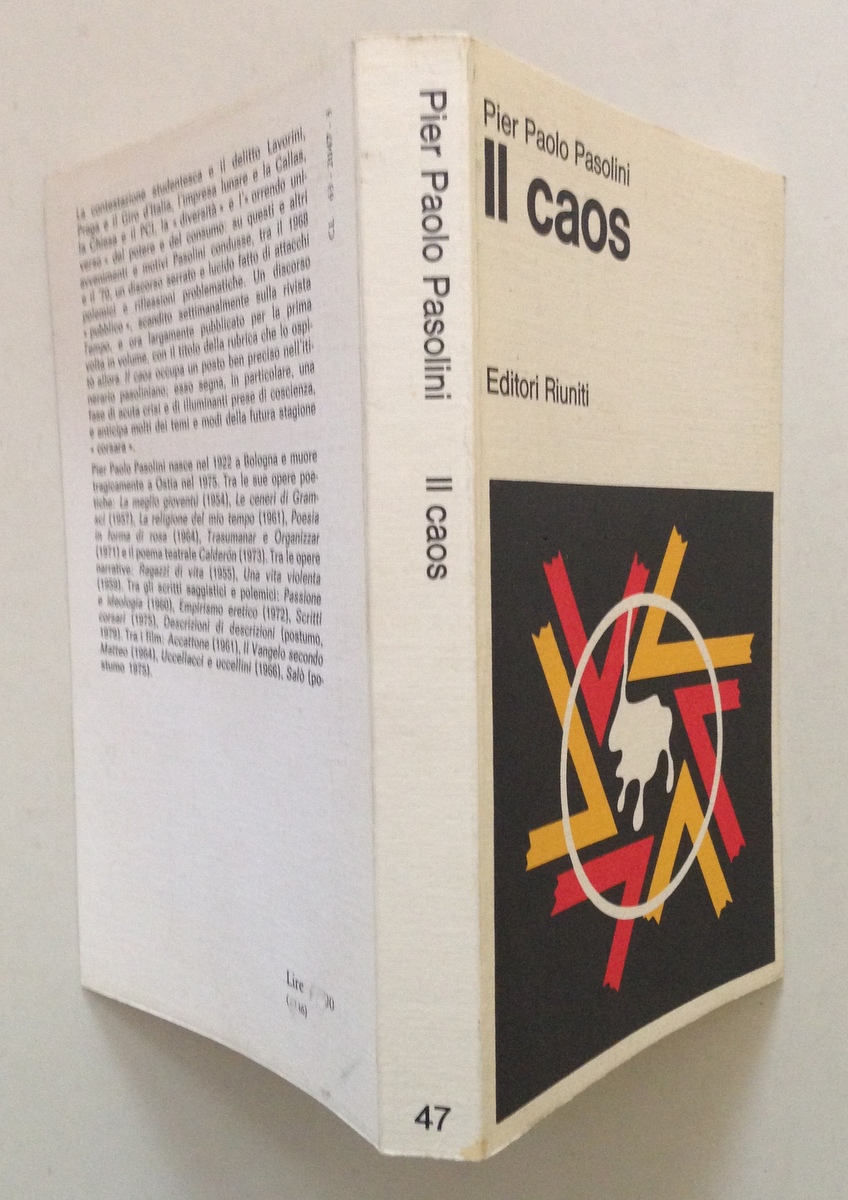 La contestazione studentesca e il delitto Lavorini,
Praga e il Giro d'Italia, l'impresa lunare e la Callas,
la Chiesa e il PCI, la « diversità » e l'« orrendo uni-
verso » del potere e del consumo: su questi e altri
avvenimenti e motivi Pasolini condusse, tra il 1968
e il '70, un discorso serrato e lucido fatto di attacchi
polemici e riflessioni problematiche. Un discorso
« pubblico », scandito settimanalmente sulla rivista
Tempo, e ora largamente pubblicato per la prima
volta in volume, con il titolo della rubrica che lo ospi-
tò allora. Il caos occupa un posto ben preciso nell'iti-
nerario pasoliniano: esso segna, in particolare, una
fase di acuta crisi e di illuminanti prese di coscienza,
e anticipa molti dei temi e modi della futura stagione
« corsara ».
Pier Paolo Pasolini nasce nel 1922 a Bologna e muore
tragicamente a Ostia nel 1975. Tra le sue opere poe-
tiche: La meglio gioventù (1954), Le ceneri di Gram-
sci (1957), La religione del mio tempo (1961), Poesia
in forma di rosa (1964), Trasumanar e Organizzar
(1971) e il poema teatrale Calderón (1973). Tra le opere
narrative: Ragazzi di vita (1955), Una vita violenta
(1959). Tra gli scritti saggistici e polemici: Passione
e ideologia (1960), Empirismo eretico (1972), Scritti
corsari (1975), Descrizioni di descrizioni (postumo,
1979). Tra i film: Accattone (1961), Il Vangelo secondo
Matteo (1964), Uccellacci e uccellini (1966), Salò (po-
stumo 1975).
Lire
Pier Paolo Pasolini Il caos
47
Pier Paolo Pasolini
Il caos
Editori Riuniti